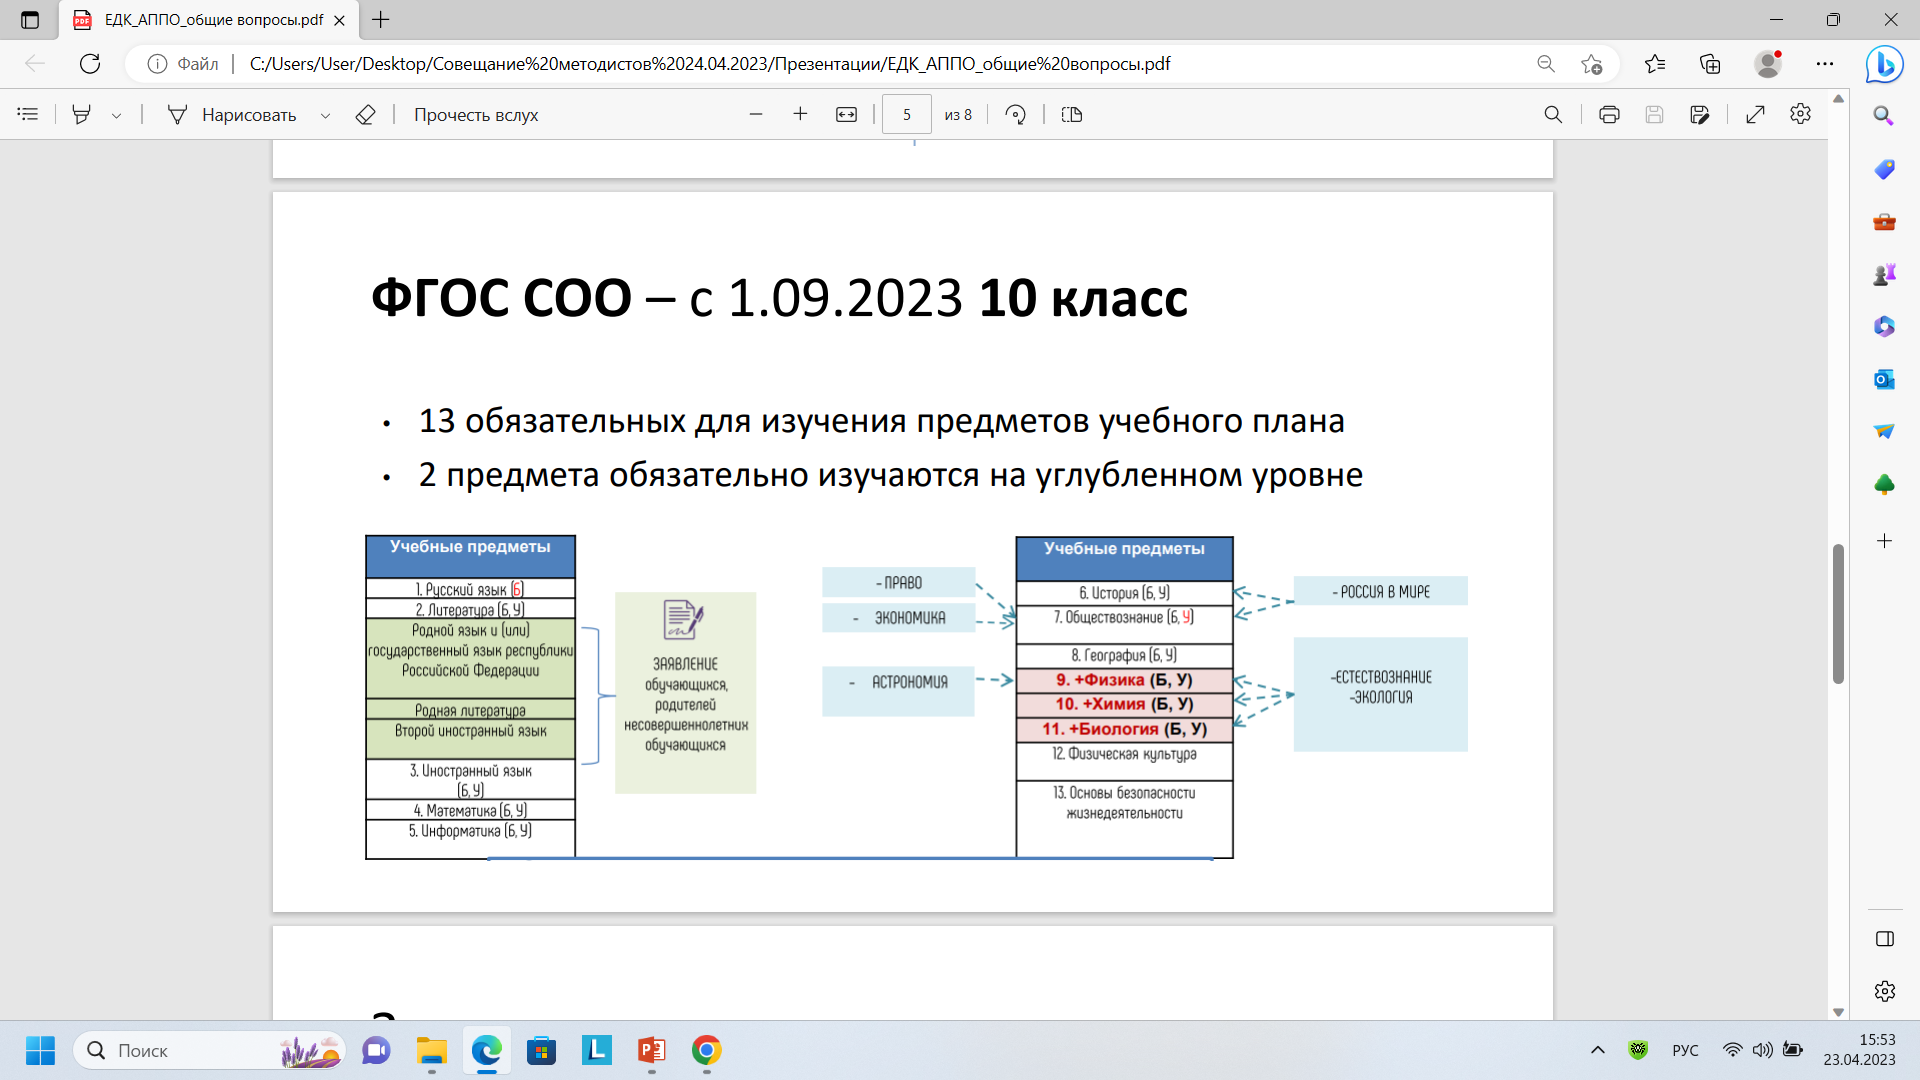 ЕДК_АППО_общие вопросы.pdf
Файл
C:/Users/User/Desktop/Совещание%20методистов%2024.04.2023/Презентации/ЕДК_АППО_общие%20вопросы.pdf
Нарисовать
Прочесть вслух
5
из 8
ФГОС СОО – с 1.09.2023 10 класс
• 13 обязательных для изучения предметов учебного плана
• 2 предмета обязательно изучаются на углубленном уровне
Учебные предметы
1. Русский язык (Б)
2. Литература (Б, У)
Родной язык и (или)
государственный язык республики
Российской Федерации
Родная литература
Второй иностранный язык
3. Иностранный язык
(Б, У)
4. Математика (Б, У)
5. Информатика (Б, У)
ЗАЯВЛЕНИЕ
обучающихся,
родителей
несовершеннолетних
обучающихся
- ПРАВО
- ЭКОНОМИКА
- АСТРОНОМИЯ
Учебные предметы
6. История (Б, У)
7. Обществознание (Б, У)
8. География (Б, У)
9. +Физика (Б, У)
10. +Химия (Б, У)
11. +Биология (Б, У)
12. Физическая культура
13. Основы безопасности
жизнедеятельности
- РОССИЯ В МИРЕ
-ЕСТЕСТВОЗНАНИЕ
-ЭКОЛОГИЯ
Поиск
РУС
15:53
23.04.2023